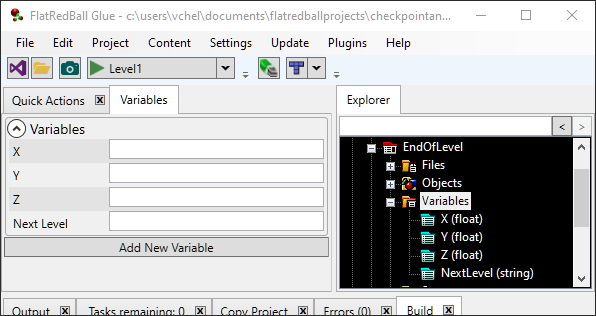 FlatRedBall Glue - c:\users\vchel\documents\flatredballprojects\checkpointan...
File Edit Project Content Settings Update Plugins Help
Level1
Quick Actions Variables
Explorer
Variables
X
Y
Z
Next Level
Add New Variable
< >
EndOfLevel
Files
Objects
Variables
X (float)
Y (float)
Z (float)
NextLevel (string)
Output Tasks remaining: 0 Copy Project Errors (0) Build